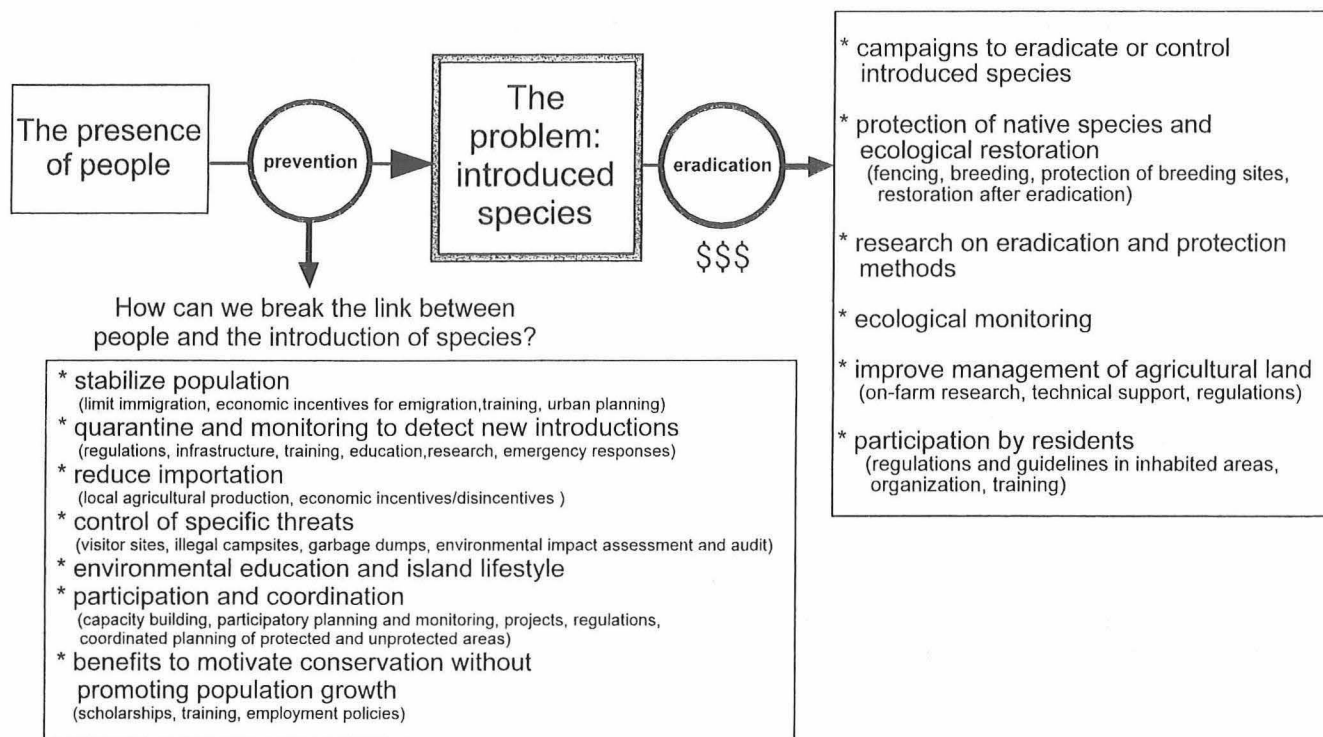 The presence
of people
prevention
The
problem:
introduced
species
eradication
$$$
How can we break the link between
people and the introduction of species?
* stabilize population
(limit immigration, economic incentives for emigration,training, urban planning)
* quarantine and monitoring to detect new introductions
(regulations, infrastructure, training, education,research, emergency responses)
* reduce importation
(local agricultural production, economic incentives/disincentives )
* control of specific threats
(visitor sites, illegal campsites, garbage dumps, environmental impact assessment and audit)
* environmental education and island lifestyle
* participation and coordination
(capacity building, participatory planning and monitoring, projects, regulations,
coordinated planning of protected and unprotected areas)
* benefits to motivate conservation without
promoting population growth
(scholarships, training, employment policies)
* campaigns to eradicate or control
introduced species
* protection of native species and
ecological restoration
(fencing, breeding, protection of breeding sites,
restoration after eradication)
* research on eradication and protection
methods
* ecological monitoring
* improve management of agricultural land
(on-farm research, technical support, regulations)
* participation by residents
(regulations and guidelines in inhabited areas,
organization, training)